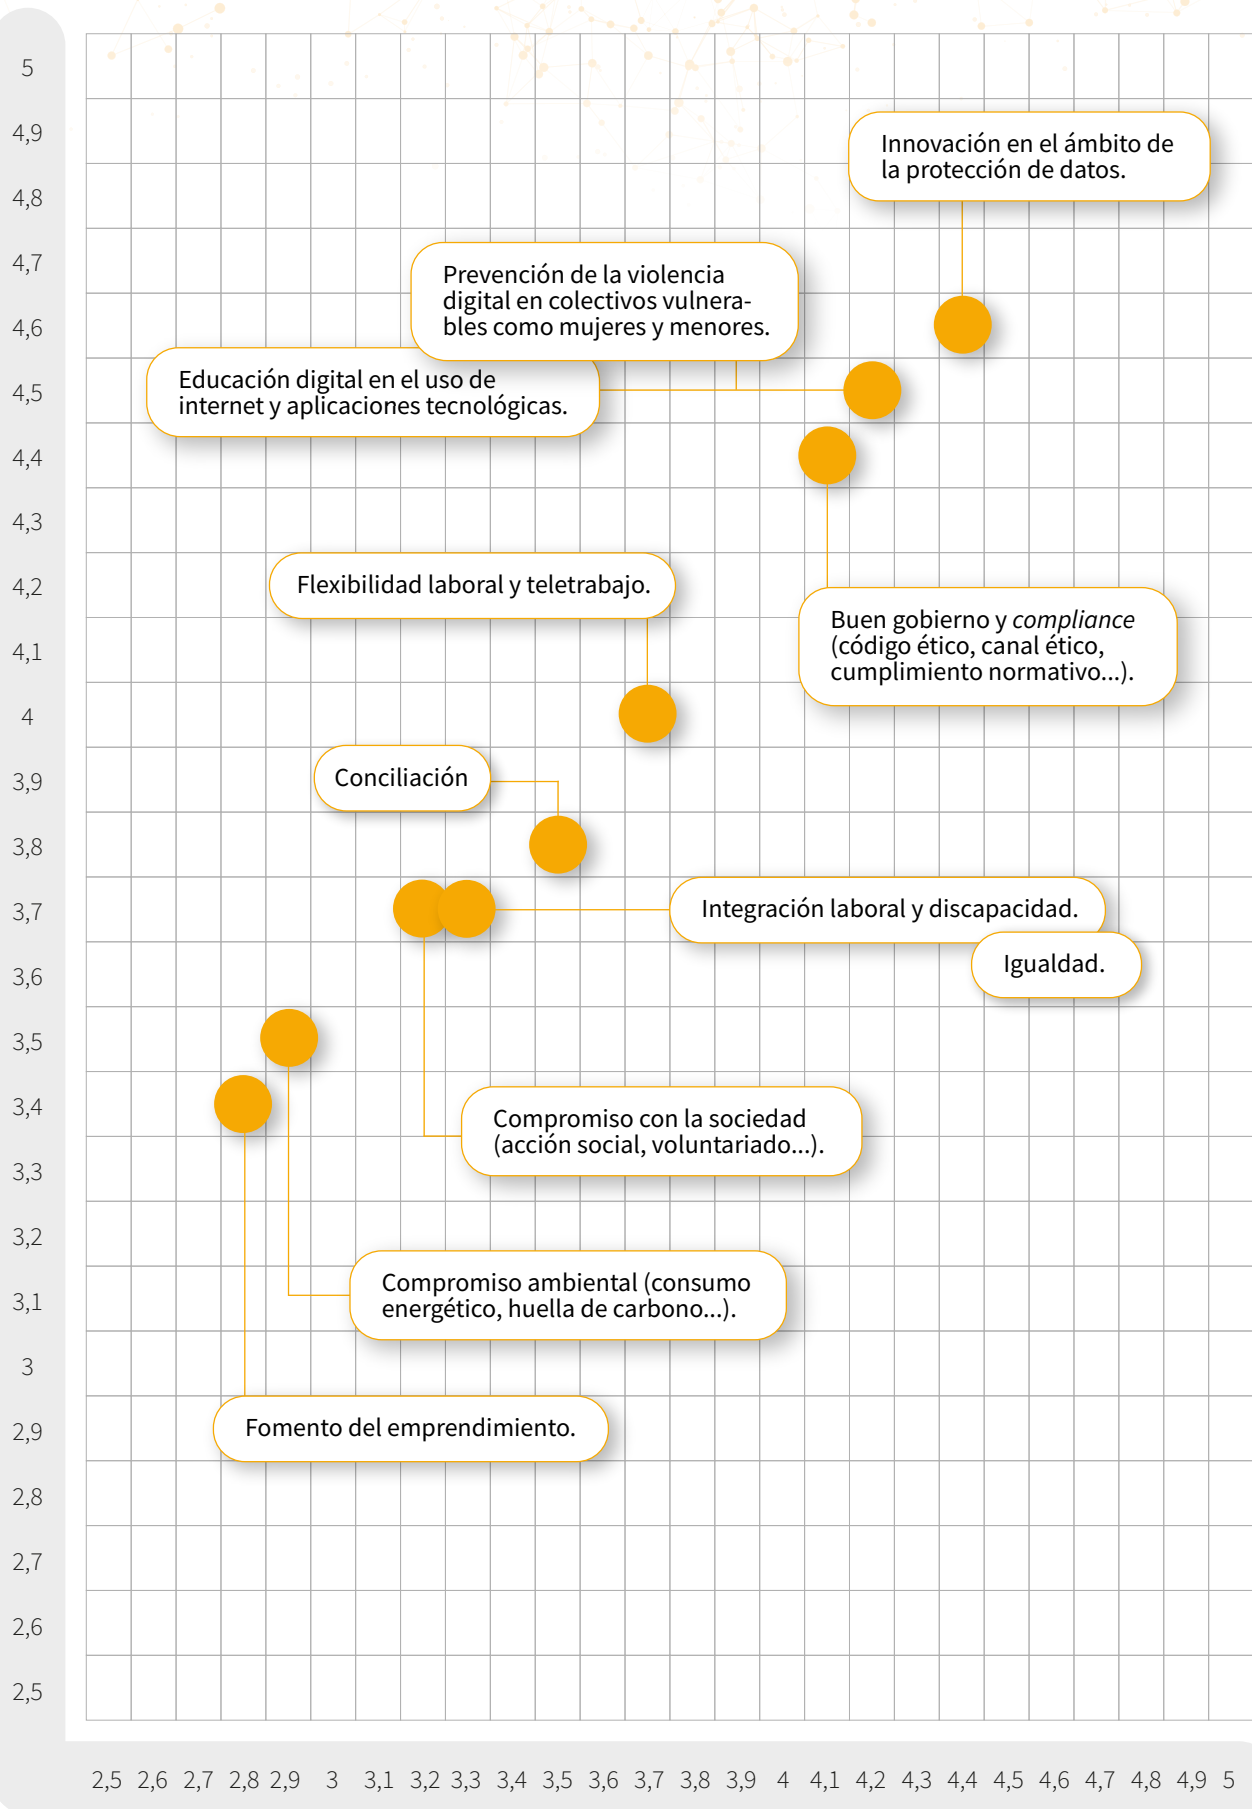 5
4,9
4,8
4,7
4,6
4,5
4,4
4,3
4,2
4,1
4
3,9
3,8
3,7
3,6
3,5
3,4
3,3
3,2
3,1
3
2,9
2,8
2,7
2,6
2,5
Innovación en el ámbito de
la protección de datos.
Prevención de la violencia
digital en colectivos vulnera-
bles como mujeres y menores.
Educación digital en el uso de
internet y aplicaciones tecnológicas.
Flexibilidad laboral y teletrabajo.
Buen gobierno y compliance
(código ético, canal ético,
cumplimiento normativo...).
Conciliación
Integración laboral y discapacidad.
Igualdad.
Compromiso con la sociedad
(acción social, voluntariado...).
Compromiso ambiental (consumo
energético, huella de carbono...).
Fomento del emprendimiento.
2,5 2,6 2,7 2,8 2,9 3 3,1 3,2 3,3 3,4 3,5 3,6 3,7 3,8 3,9 4 4,1 4,2 4,3 4,4 4,5 4,6 4,7 4,8 4,9 5